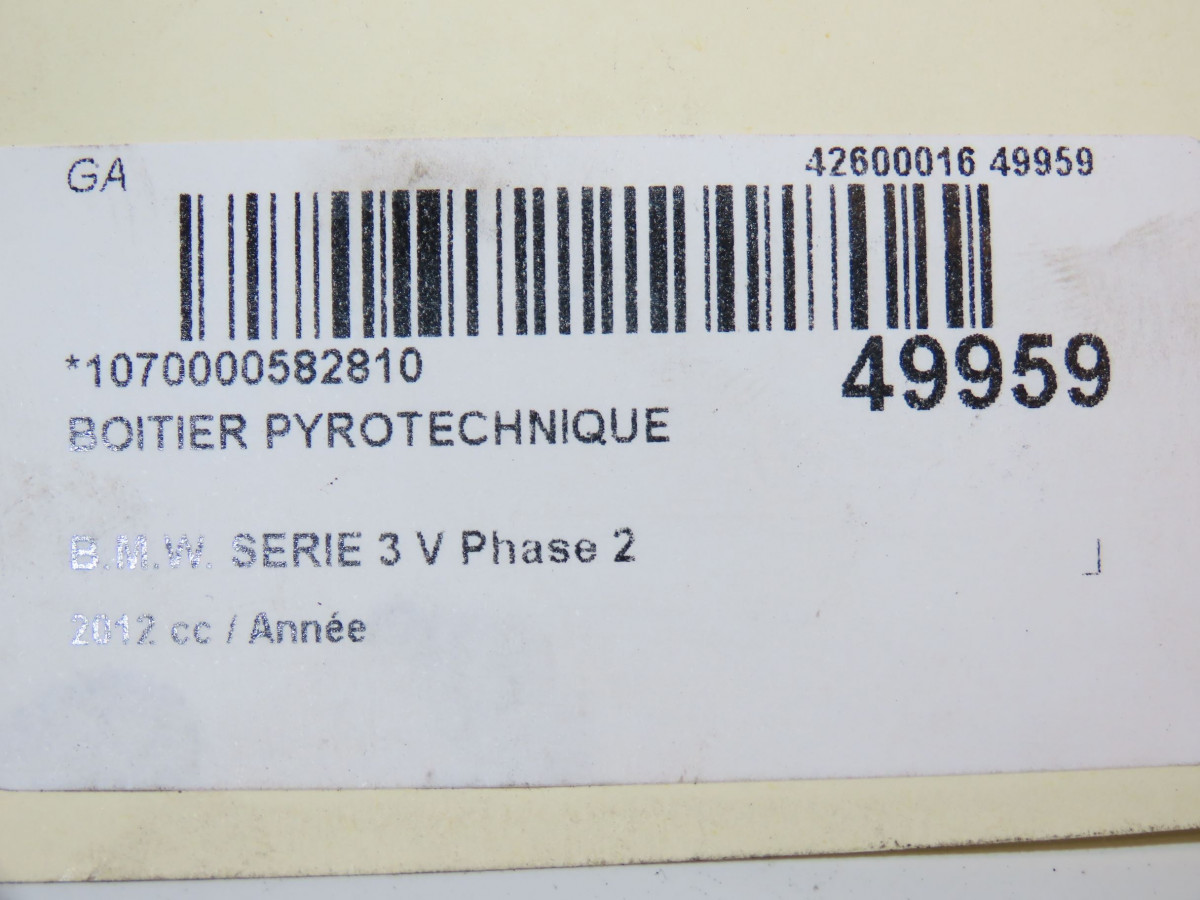 GA
42600016 49959
*1070000582810
49959
BOITIER PYROTECHNIQUE
B.M.W. SERIE 3 V Phase 2
2012 cc / Année